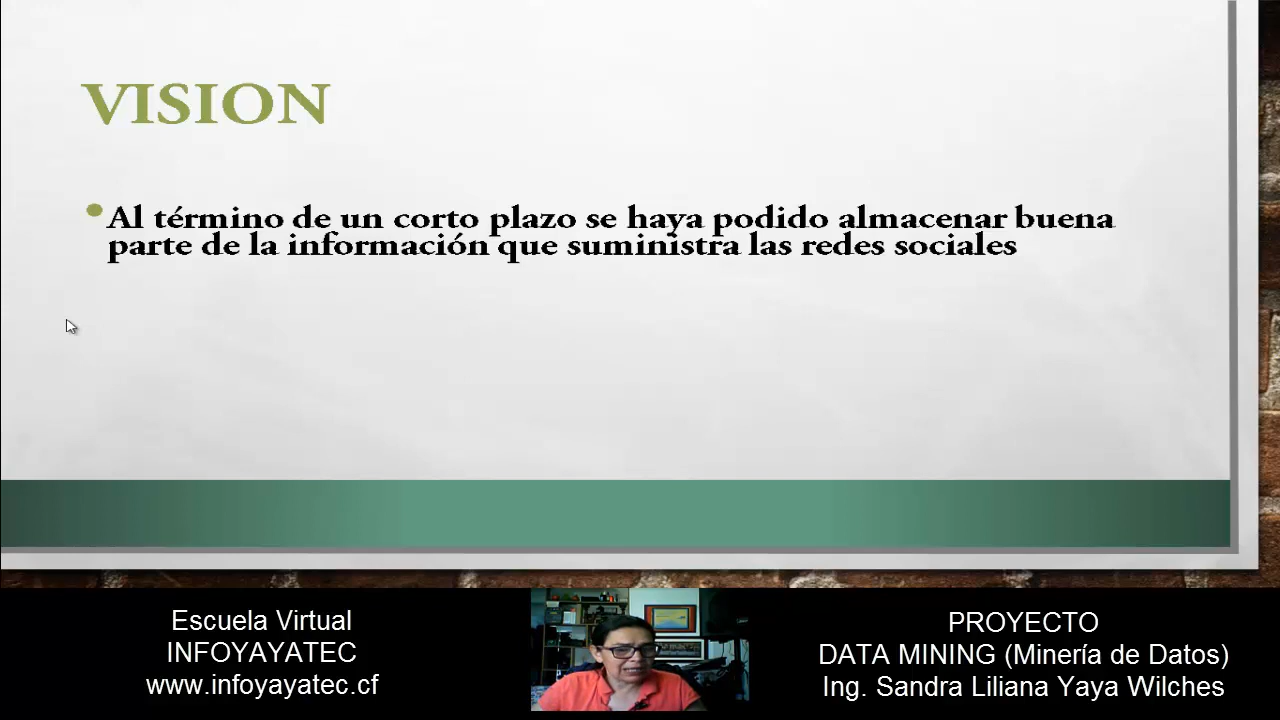 VISION
Al término de un corto plazo se haya podido almacenar buena
parte de la información que suministra las redes sociales
Escuela Virtual
INFOYAYATEC
www.infoyayatec.cf
PROYECTO
DATA MINING (Minería de Datos)
Ing. Sandra Liliana Yaya Wilches